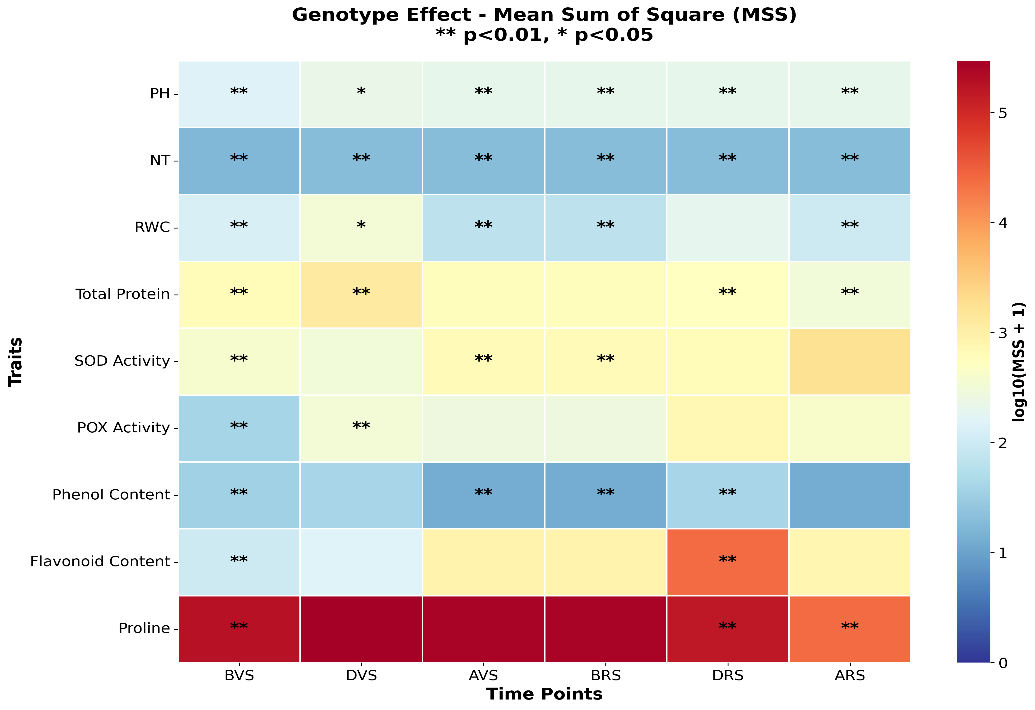 Genotype Effect - Mean Sum of Square (MSS)
** p<0.01, * p<0.05
PH ** * ** ** ** **
NT ** ** ** ** ** **
RWC ** * ** ** **
Total Protein ** ** ** **
SOD Activity ** ** **
POX Activity ** **
Phenol Content ** ** ** **
Flavonoid Content ** **
Proline ** ** **
BVS DVS AVS BRS DRS ARS
Time Points
Traits
5
4
3
2
1
0
log10(MSS + 1)